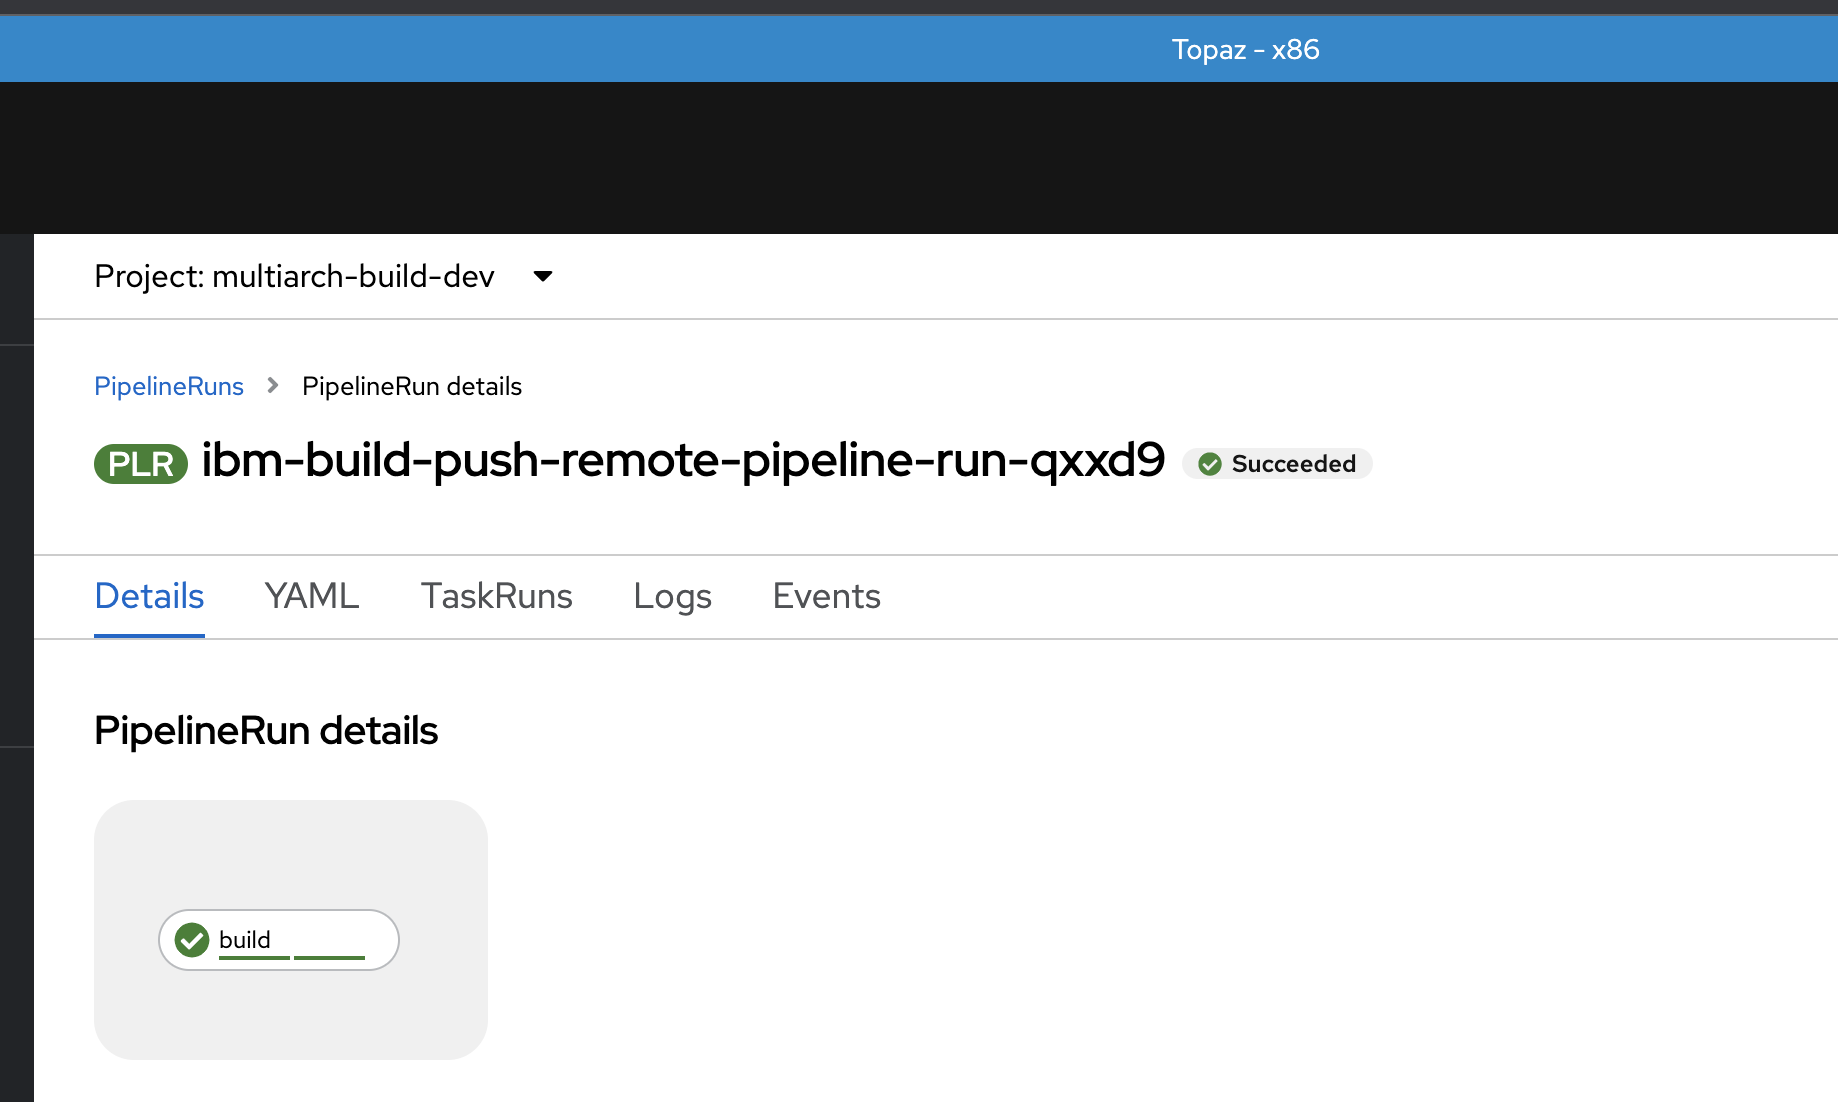 Topaz - x86
Project: multiarch-build-dev
PipelineRuns > PipelineRun details
PLR ibm-build-push-remote-pipeline-run-qxxd9 Succeeded
Details YAML TaskRuns Logs Events
PipelineRun details
build